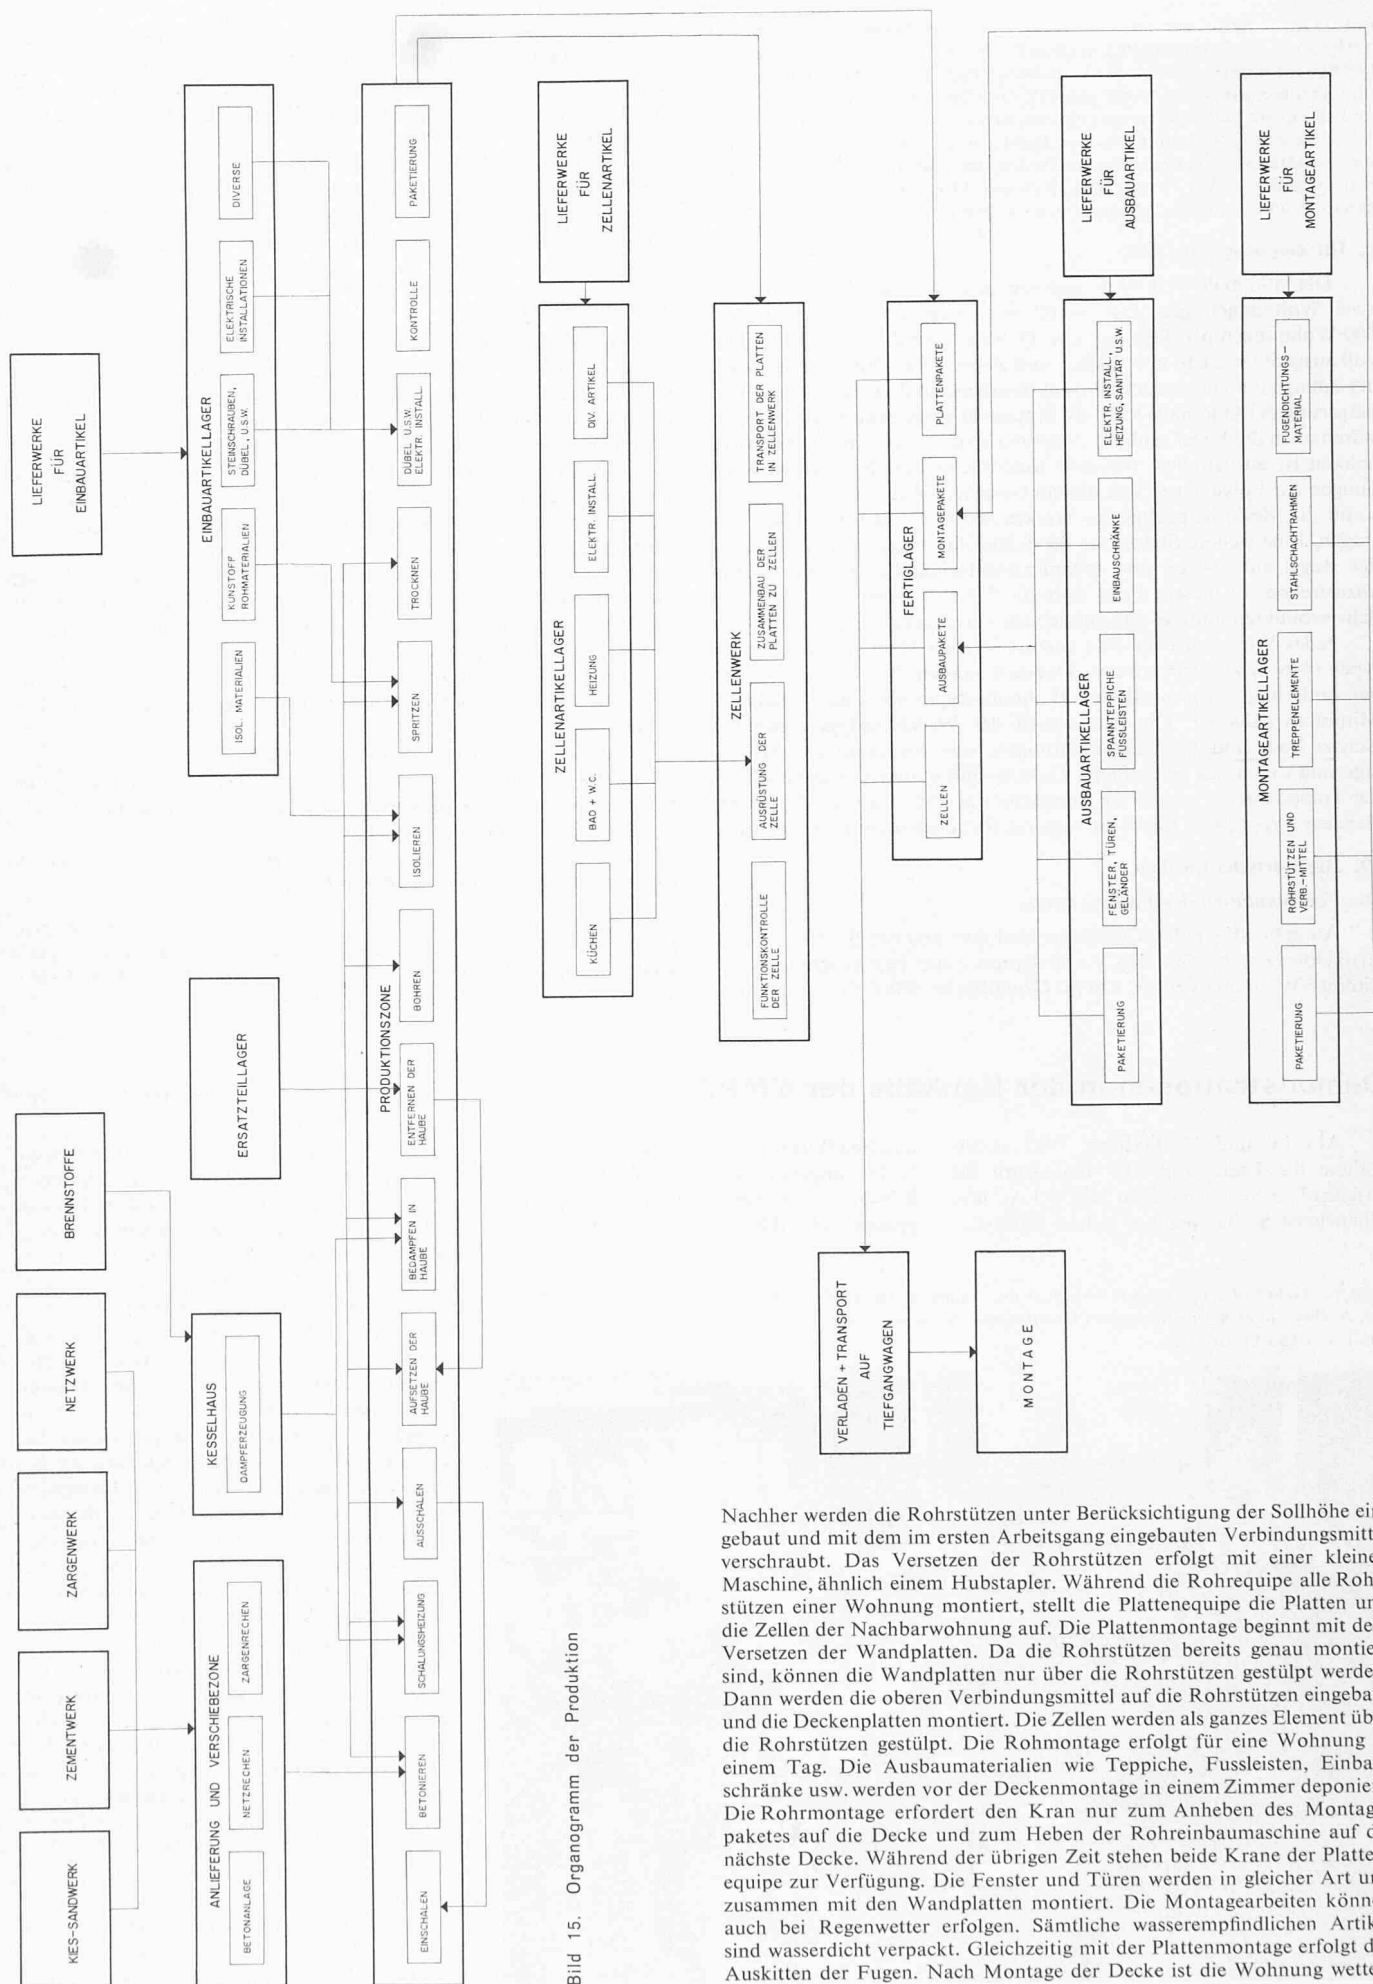 KIES-SANDWERK
ZEMENTWERK
ZARGENWERK
NETZWERK
BRENNSTOFFE
LIEFERWERKE
FÜR
EINBAUARTIKEL
ANLIEFERUNG UND VERSCHIEBEZONE
BETONANLAGE
NETZRECHEN
ZARGENRECHEN
KESSELHAUS
DAMPFERZEUGUNG
ERSATZTEILLAGER
EINBAUARTIKELLAGER
ISOL. MATERIALIEN
KUNSTOFF
ROHMATERIALIEN
STEINSCHRAUBEN,
DÜBEL, U.S.W.
ELEKTRISCHE
INSTALLATIONEN
DIVERSE
PRODUKTIONSZONE
EINSCHALEN
BETONIEREN
SCHALUNGSHEIZUNG
AUSSCHALEN
AUFSETZEN DER
HAUBE
BEDAMPFEN IN
HAUBE
ENTFERNEN DER
HAUBE
BOHREN
ISOLIEREN
SPRITZEN
TROCKNEN
DÜBEL U.S.W.
ELEKTR. INSTALL.
KONTROLLE
PAKETIERUNG
ZELLENARTIKELLAGER
KÜCHEN
BAD + W.C.
HEIZUNG
ELEKTR. INSTALL.
DIV. ARTIKEL
LIEFERWERKE
FÜR
ZELLENARTIKEL
ZELLENWERK
FUNKTIONSKONTROLLE
DER ZELLE
AUSRÜSTUNG DER
ZELLE
ZUSAMMENBAU DER
PLATTEN ZU ZELLEN
TRANSPORT DER PLATTEN
IN ZELLENWERK
FERTIGLAGER
ZELLEN
AUSBAUPAKETE
MONTAGEPAKETE
PLATTENPAKETE
VERLADEN + TRANSPORT
AUF
TIEFGANGWAGEN
MONTAGE
AUSBAUARTIKELLAGER
PAKETIERUNG
FENSTER, TÜREN,
GELÄNDER
SPANNTEPPICHE
FUSSLEISTEN
EINBAUSCHRÄNKE
ELEKTR. INSTALL.,
HEIZUNG, SANITÄR U.S.W.
LIEFERWERKE
FÜR
AUSBAUARTIKEL
MONTAGEARTIKELLAGER
PAKETIERUNG
ROHRSTÜTZEN UND
VERB.-MITTEL
TREPPENELEMENTE
STAHLSCHACHTRAHMEN
FUGENDICHTUNGS-
MATERIAL
LIEFERWERKE
FÜR
MONTAGEARTIKEL
Bild 15. Organogramm der Produktion
Nachher werden die Rohrstützen unter Berücksichtigung der Sollhöhe ein
gebaut und mit dem im ersten Arbeitsgang eingebauten Verbindungsmitt
verschraubt. Das Versetzen der Rohrstützen erfolgt mit einer kleine
Maschine, ähnlich einem Hubstapler. Während die Rohrequipe alle Roh
stützen einer Wohnung montiert, stellt die Plattenequipe die Platten un
die Zellen der Nachbarwohnung auf. Die Plattenmontage beginnt mit de
Versetzen der Wandplatten. Da die Rohrstützen bereits genau montie
sind, können die Wandplatten nur über die Rohrstützen gestülpt werde
Dann werden die oberen Verbindungsmittel auf die Rohrstützen eingeba
und die Deckenplatten montiert. Die Zellen werden als ganzes Element üb
die Rohrstützen gestülpt. Die Rohmontage erfolgt für eine Wohnung
einem Tag. Die Ausbaumaterialien wie Teppiche, Fussleisten, Einba
schränke usw. werden vor der Deckenmontage in einem Zimmer deponie
Die Rohrmontage erfordert den Kran nur zum Anheben des Montag
paketes auf die Decke und zum Heben der Rohreinbaumaschine auf d
nächste Decke. Während der übrigen Zeit stehen beide Krane der Platte
equipe zur Verfügung. Die Fenster und Türen werden in gleicher Art un
zusammen mit den Wandplatten montiert. Die Montagearbeiten könne
auch bei Regenwetter erfolgen. Sämtliche wasserempfindlichen Artik
sind wasserdicht verpackt. Gleichzeitig mit der Plattenmontage erfolgt d
Auskitten der Fugen. Nach Montage der Decke ist die Wohnung wette